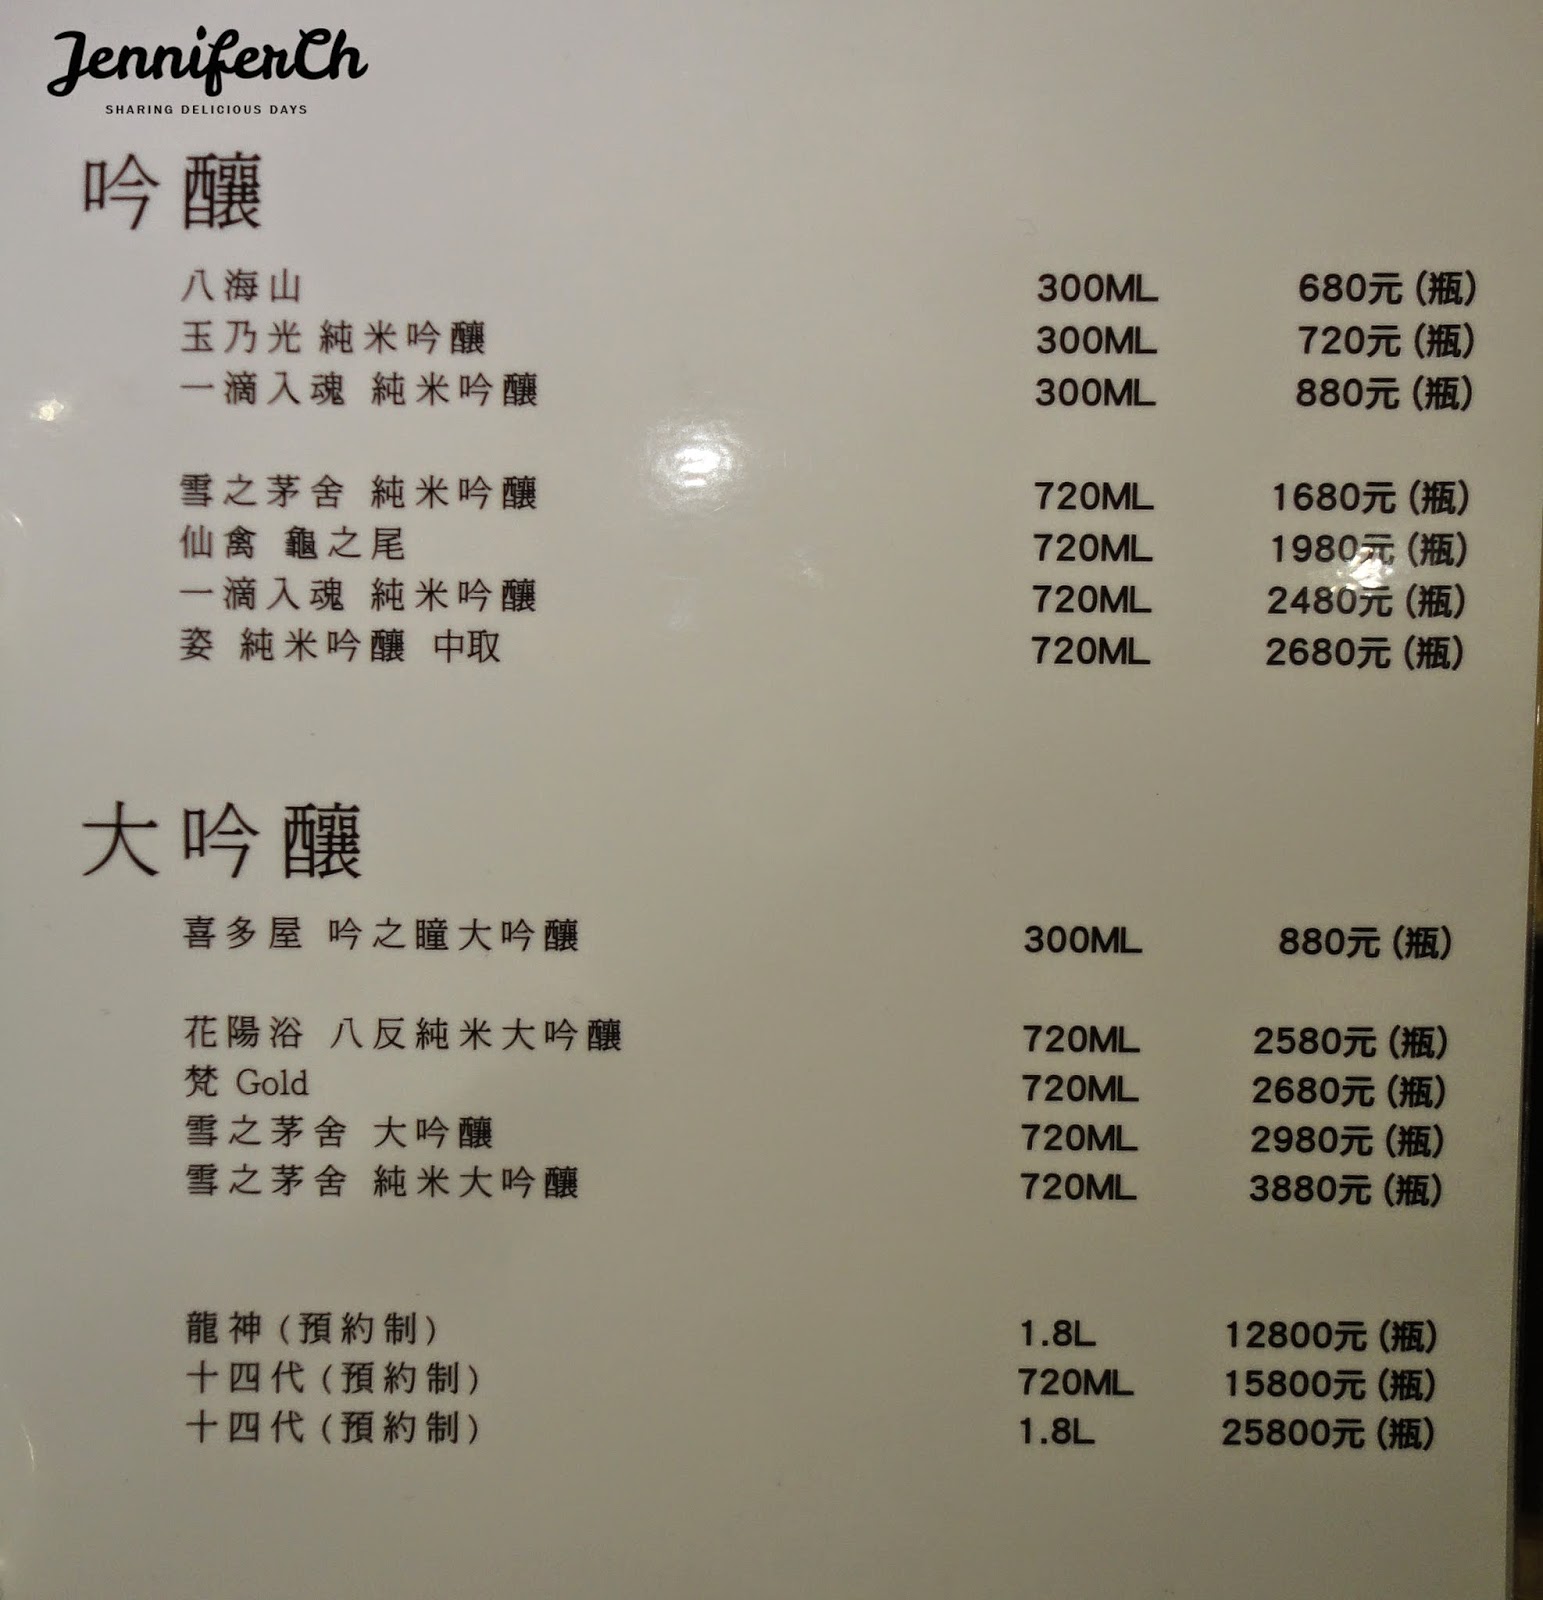 JenniferCh
SHARING DELICIOUS DAYS
吟釀
八海山 300ML 680元(瓶)
玉乃光 純米吟釀 300ML 720元(瓶)
一滴入魂 純米吟釀 300ML 880元(瓶)
雪之茅舍 純米吟釀 720ML 1680元(瓶)
仙禽 龜之尾 720ML 1980元(瓶)
一滴入魂 純米吟釀 720ML 2480元(瓶)
姿 純米吟釀 中取 720ML 2680元(瓶)
大吟釀
喜多屋 吟之瞳大吟釀 300ML 880元(瓶)
花陽浴 八反純米大吟釀 720ML 2580元(瓶)
梵 Gold 720ML 2680元(瓶)
雪之茅舍 大吟釀 720ML 2980元(瓶)
雪之茅舍 純米大吟釀 720ML 3880元(瓶)
龍神(預約制) 1.8L 12800元(瓶)
十四代(預約制) 720ML 15800元(瓶)
十四代(預約制) 1.8L 25800元(瓶)